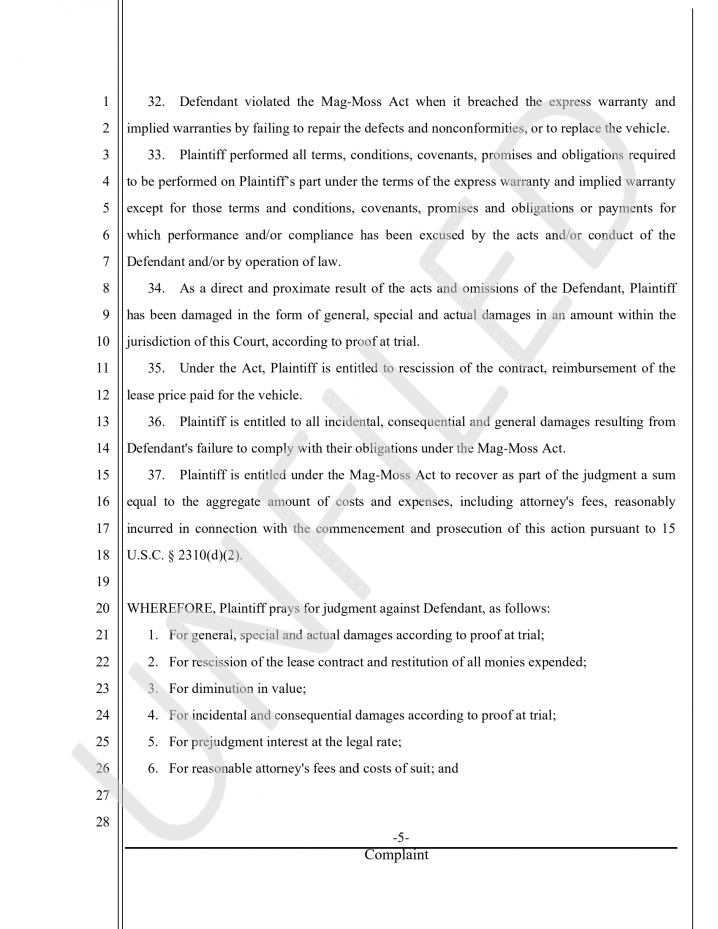 1 32. Defendant violated the Mag-Moss Act when it breached the express warranty and
2 implied warranties by failing to repair the defects and nonconformities, or to replace the vehicle.
3 33. Plaintiff performed all terms, conditions, covenants, promises and obligations required
4 to be performed on Plaintiff's part under the terms of the express warranty and implied warranty
5 except for those terms and conditions, covenants, promises and obligations or payments for
6 which performance and/or compliance has been excused by the acts and/or conduct of the
7 Defendant and/or by operation of law.
8 34. As a direct and proximate result of the acts and omissions of the Defendant, Plaintiff
9 has been damaged in the form of general, special and actual damages in an amount within the
10 jurisdiction of this Court, according to proof at trial.
11 35. Under the Act, Plaintiff is entitled to rescission of the contract, reimbursement of the
12 lease price paid for the vehicle.
13 36. Plaintiff is entitled to all incidental, consequential and general damages resulting from
14 Defendant's failure to comply with their obligations under the Mag-Moss Act.
15 37. Plaintiff is entitled under the Mag-Moss Act to recover as part of the judgment a sum
16 equal to the aggregate amount of costs and expenses, including attorney's fees, reasonably
17 incurred in connection with the commencement and prosecution of this action pursuant to 15
18 U.S.C. § 2310(d)(2).
19
20 WHEREFORE, Plaintiff prays for judgment against Defendant, as follows:
21 1. For general, special and actual damages according to proof at trial;
22 2. For rescission of the lease contract and restitution of all monies expended;
23 3. For diminution in value;
24 4. For incidental and consequential damages according to proof at trial;
25 5. For prejudgment interest at the legal rate;
26 6. For reasonable attorney's fees and costs of suit; and
27
28
-5-
Complaint
UNFILED